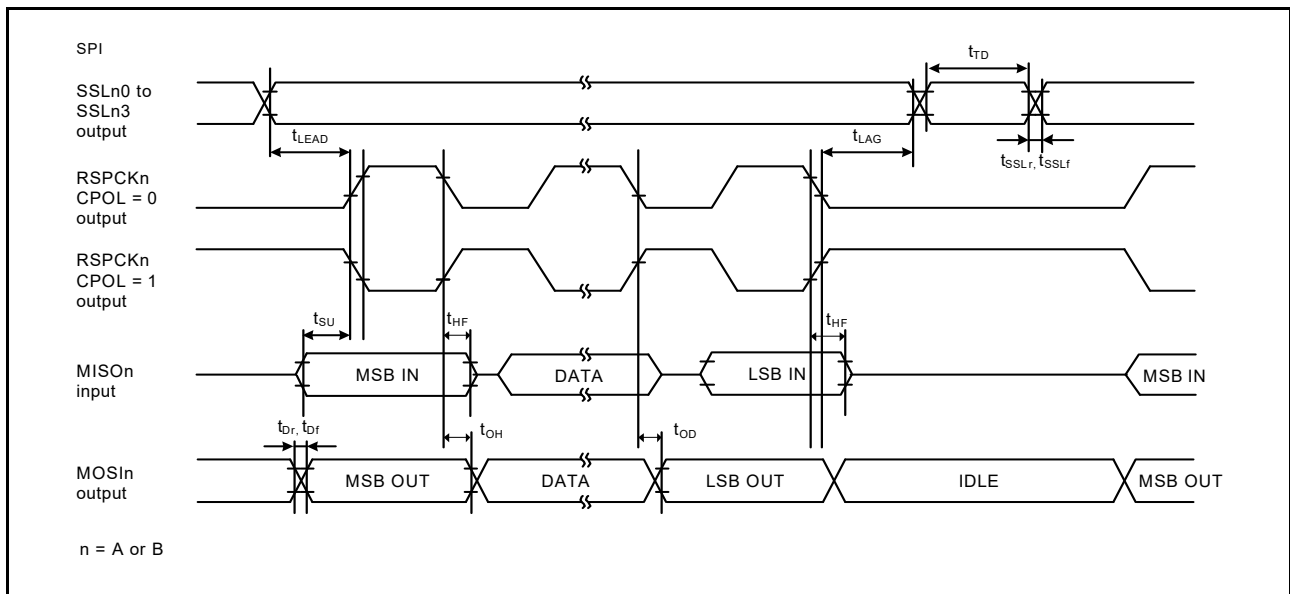 SPI
SSLn0 to
SSLn3
output
tTD
tLEAD
tLAG
tSSLr, tSSLf
RSPCKn
CPOL = 0
output
RSPCKn
CPOL = 1
output
tSU
tHF
tHF
MISOn
input
MSB IN
DATA
LSB IN
MSB IN
tDr, tDf
tOH
tOD
MOSIn
output
MSB OUT
DATA
LSB OUT
IDLE
MSB OUT
n = A or B